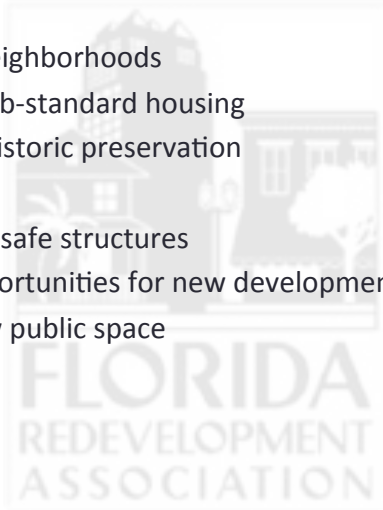 ighborhoods
b-standard housing
istoric preservation
safe structures
ortunities for new developmen
public space
FLORIDA
REDEVELOPMENT
ASSOCIATION